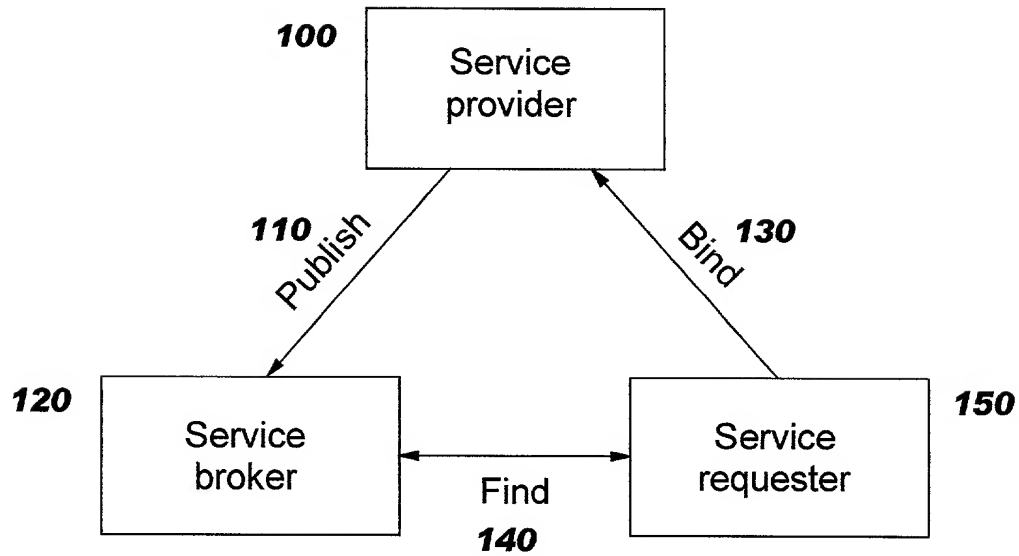 100
Service
provider
110
Publish
130
Bind
120
Service
broker
150
Service
requester
Find
140